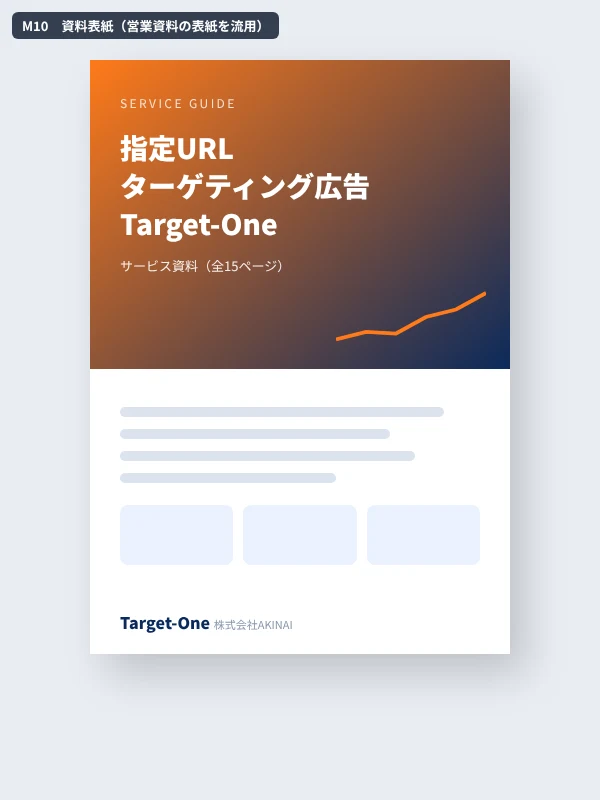 M10 資料表紙（営業資料の表紙を流用）
SERVICE GUIDE
指定URL
ターゲティング広告
Target-One
サービス資料（全15ページ）
Target-One 株式会社AKINAI